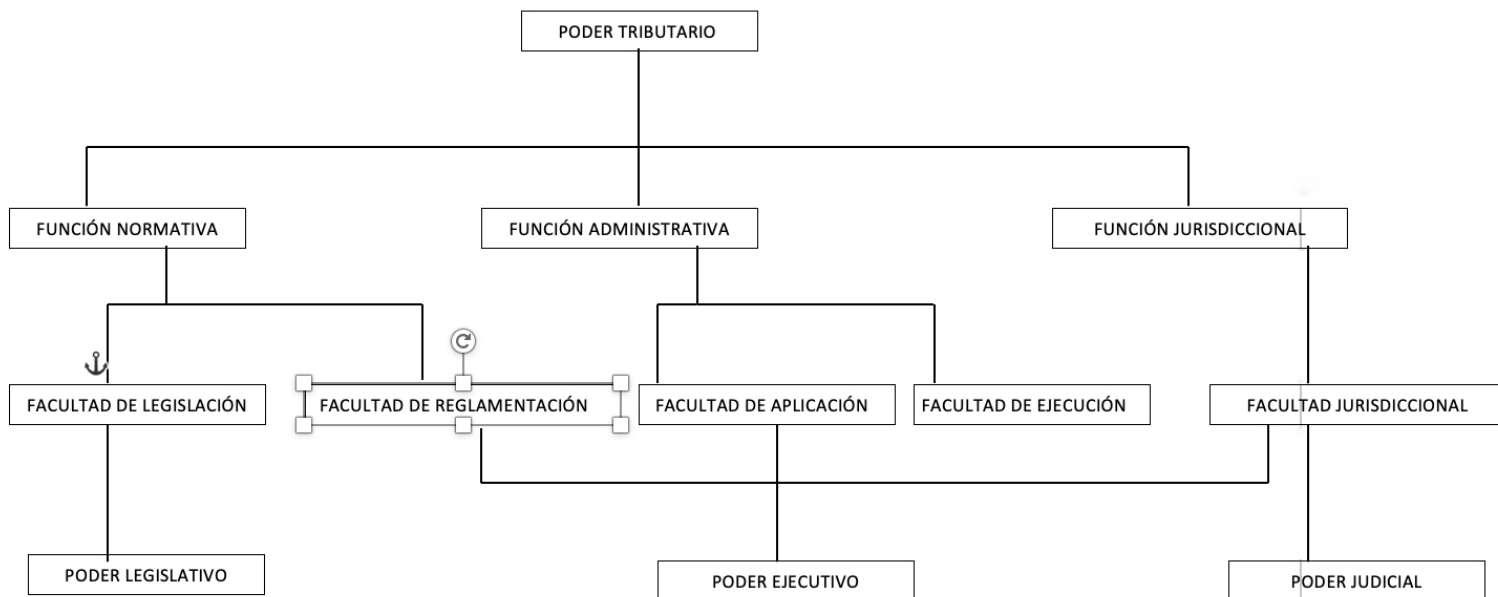 PODER TRIBUTARIO
FUNCIÓN NORMATIVA
FUNCIÓN ADMINISTRATIVA
FUNCIÓN JURISDICCIONAL
FACULTAD DE LEGISLACIÓN
FACULTAD DE REGLAMENTACIÓN
FACULTAD DE APLICACIÓN
FACULTAD DE EJECUCIÓN
FACULTAD JURISDICCIONAL
PODER LEGISLATIVO
PODER EJECUTIVO
PODER JUDICIAL